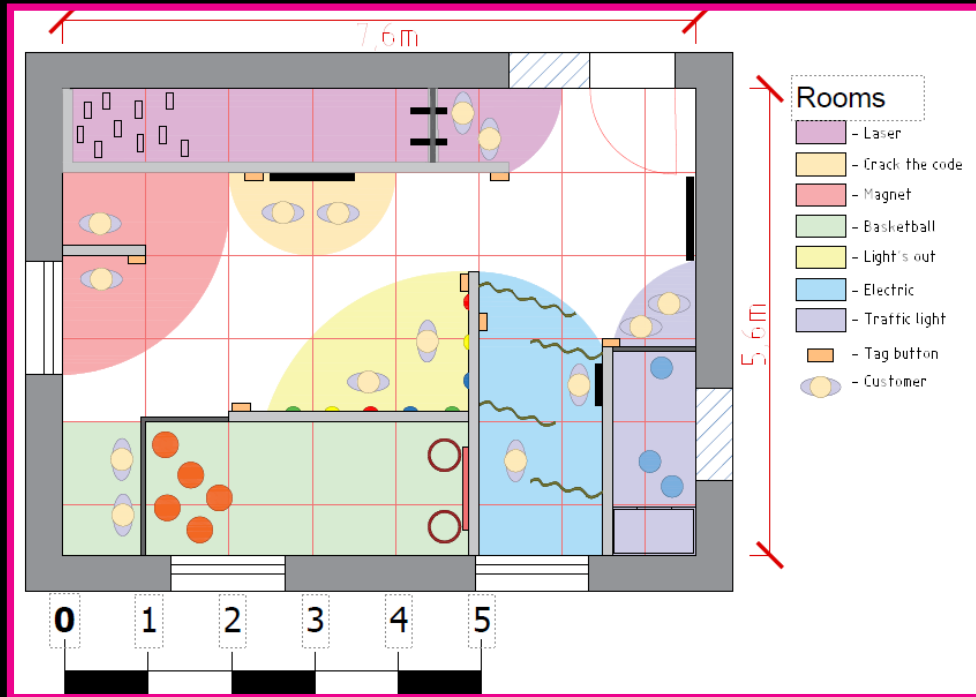 7,6m
Rooms
- Laser
- Crack the code
- Magnet
- Basketball
- Light's out
- Electric
- Traffic light
- Tag button
- Customer
5,6m
0 1 2 3 4 5